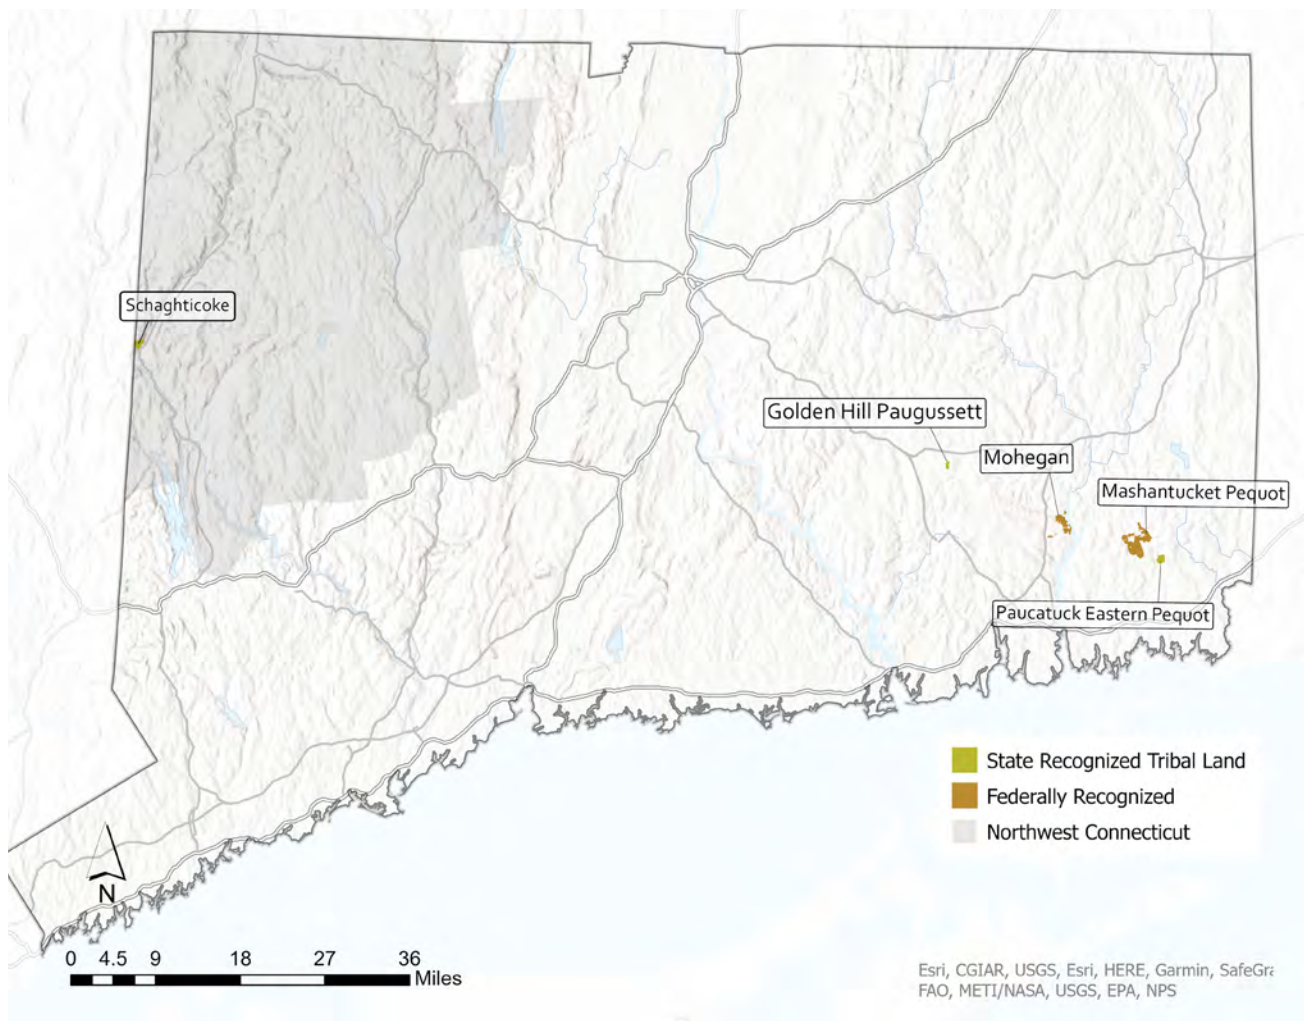 Schaghticoke
Golden Hill Paugussett
Mohegan
Mashantucket Pequot
Paucatuck Eastern Pequot
State Recognized Tribal Land
Federally Recognized
Northwest Connecticut
N
0 4.5 9 18 27 36
Miles
Esri, CGIAR, USGS, Esri, HERE, Garmin, SafeGra
FAO, METI/NASA, USGS, EPA, NPS